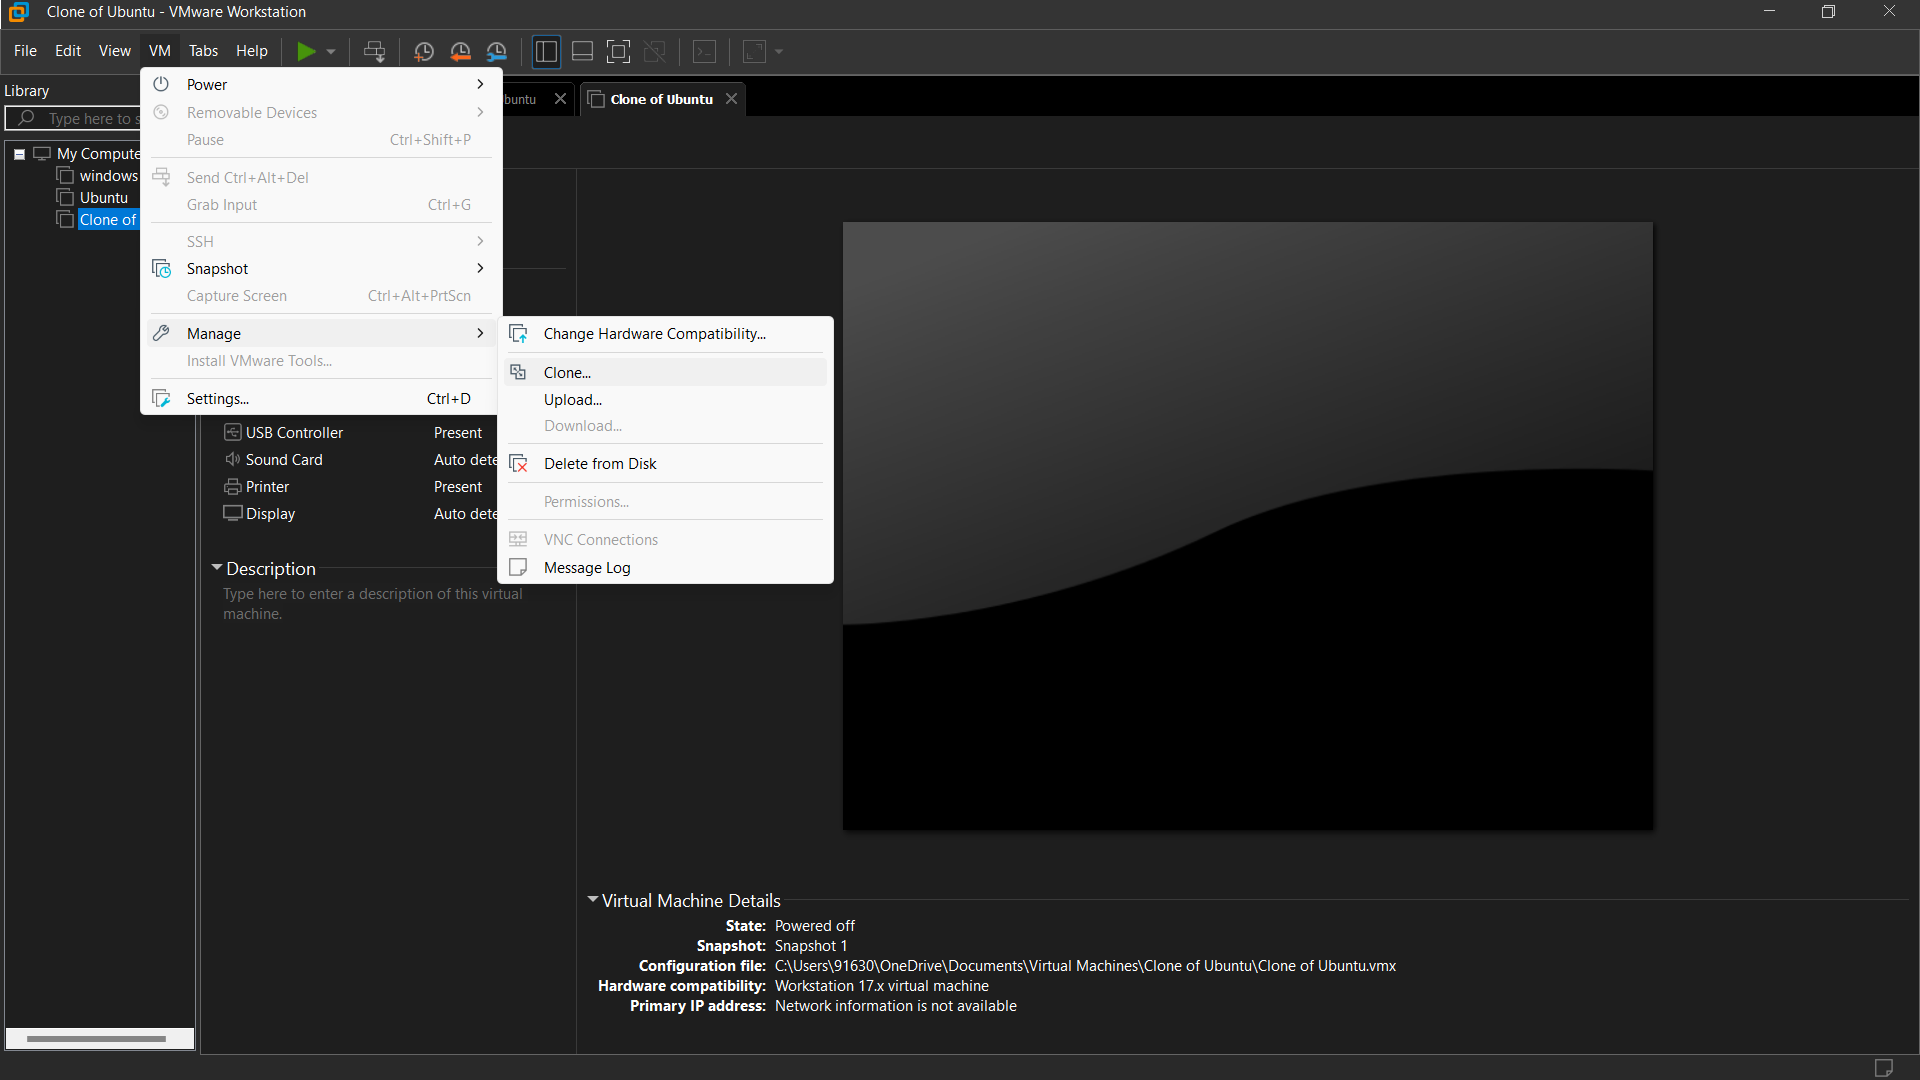 Clone of Ubuntu - VMware Workstation
File Edit View VM Tabs Help
Library
Type here to s
My Compute
windows
Ubuntu
Clone of
Power
Removable Devices
Pause Ctrl+Shift+P
Send Ctrl+Alt+Del
Grab Input Ctrl+G
SSH
Snapshot
Capture Screen Ctrl+Alt+PrtScn
Manage
Install VMware Tools...
Settings... Ctrl+D
buntu
Clone of Ubuntu
Change Hardware Compatibility...
Clone...
Upload...
Download...
Delete from Disk
Permissions...
VNC Connections
Message Log
USB Controller Present
Sound Card Auto dete
Printer Present
Display Auto dete
Description
Type here to enter a description of this virtual
machine.
Virtual Machine Details
State: Powered off
Snapshot: Snapshot 1
Configuration file: C:\Users\91630\OneDrive\Documents\Virtual Machines\Clone of Ubuntu\Clone of Ubuntu.vmx
Hardware compatibility: Workstation 17.x virtual machine
Primary IP address: Network information is not available